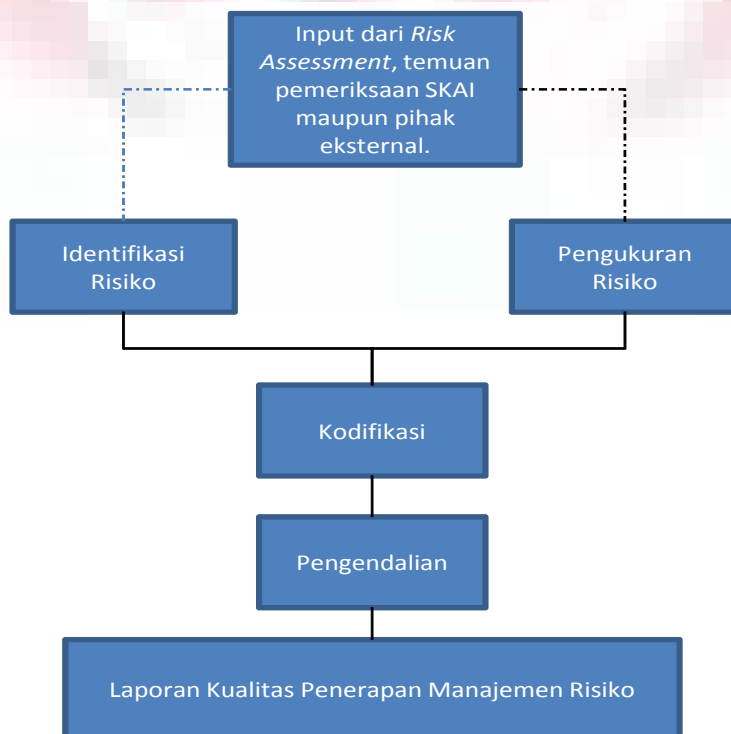 Input dari Risk
Assessment, temuan
pemeriksaan SKAI
maupun pihak
eksternal.
Identifikasi
Risiko
Pengukuran
Risiko
Kodifikasi
Pengendalian
Laporan Kualitas Penerapan Manajemen Risiko